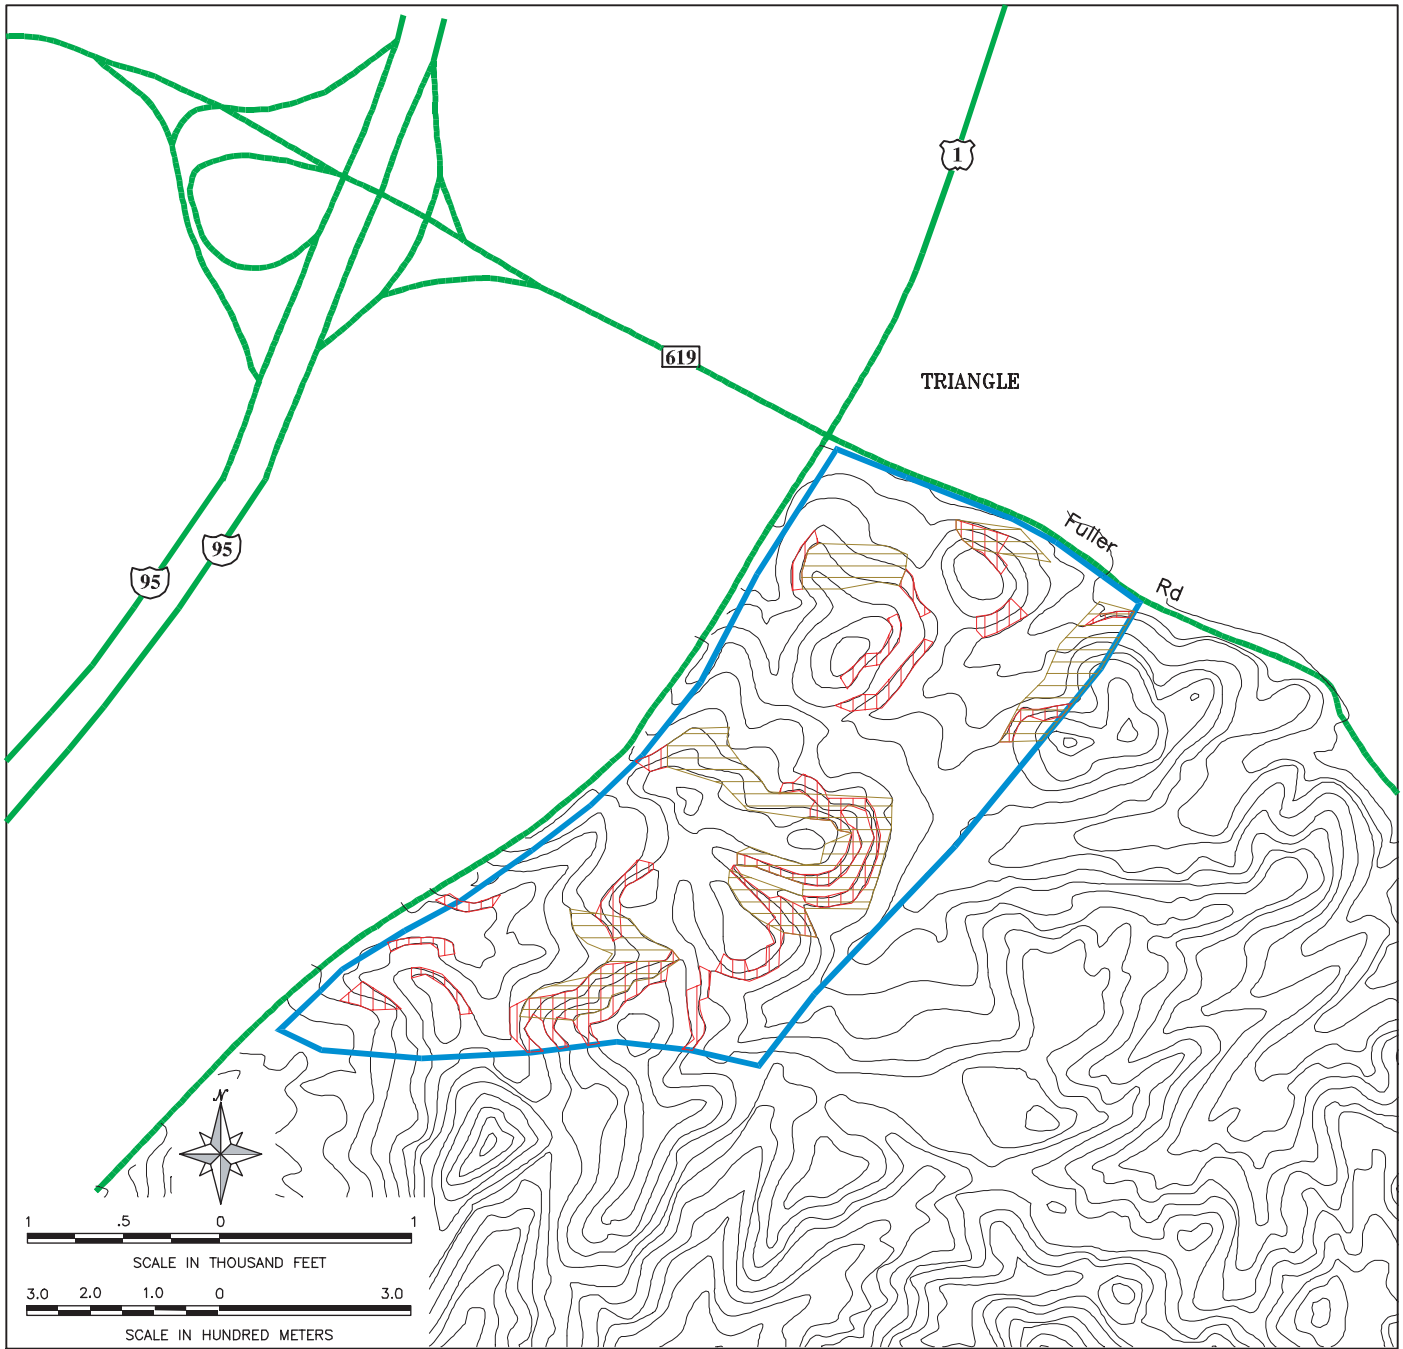 1
619
TRIANGLE
Fuller
Rd
95
95
N
1 .5 0 1
SCALE IN THOUSAND FEET
3.0 2.0 1.0 0 3.0
SCALE IN HUNDRED METERS